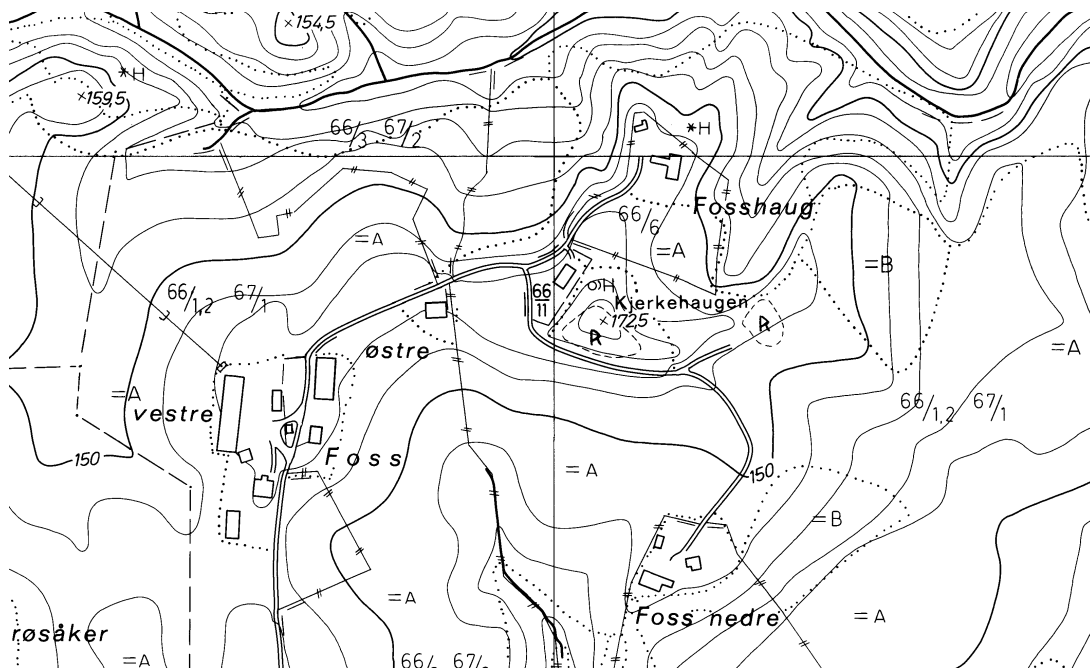 154,5
H
159,5
66/3 67/2
H
Fosshaug
66/6
A
A
B
66/1,2 67/1
66
11
H
Kjerkehaugen
172,5
R
R
østre
A
A
vestre
66/1,2 67/1
Foss
150
A
150
B
A
Foss nedre
A
røsåker
A